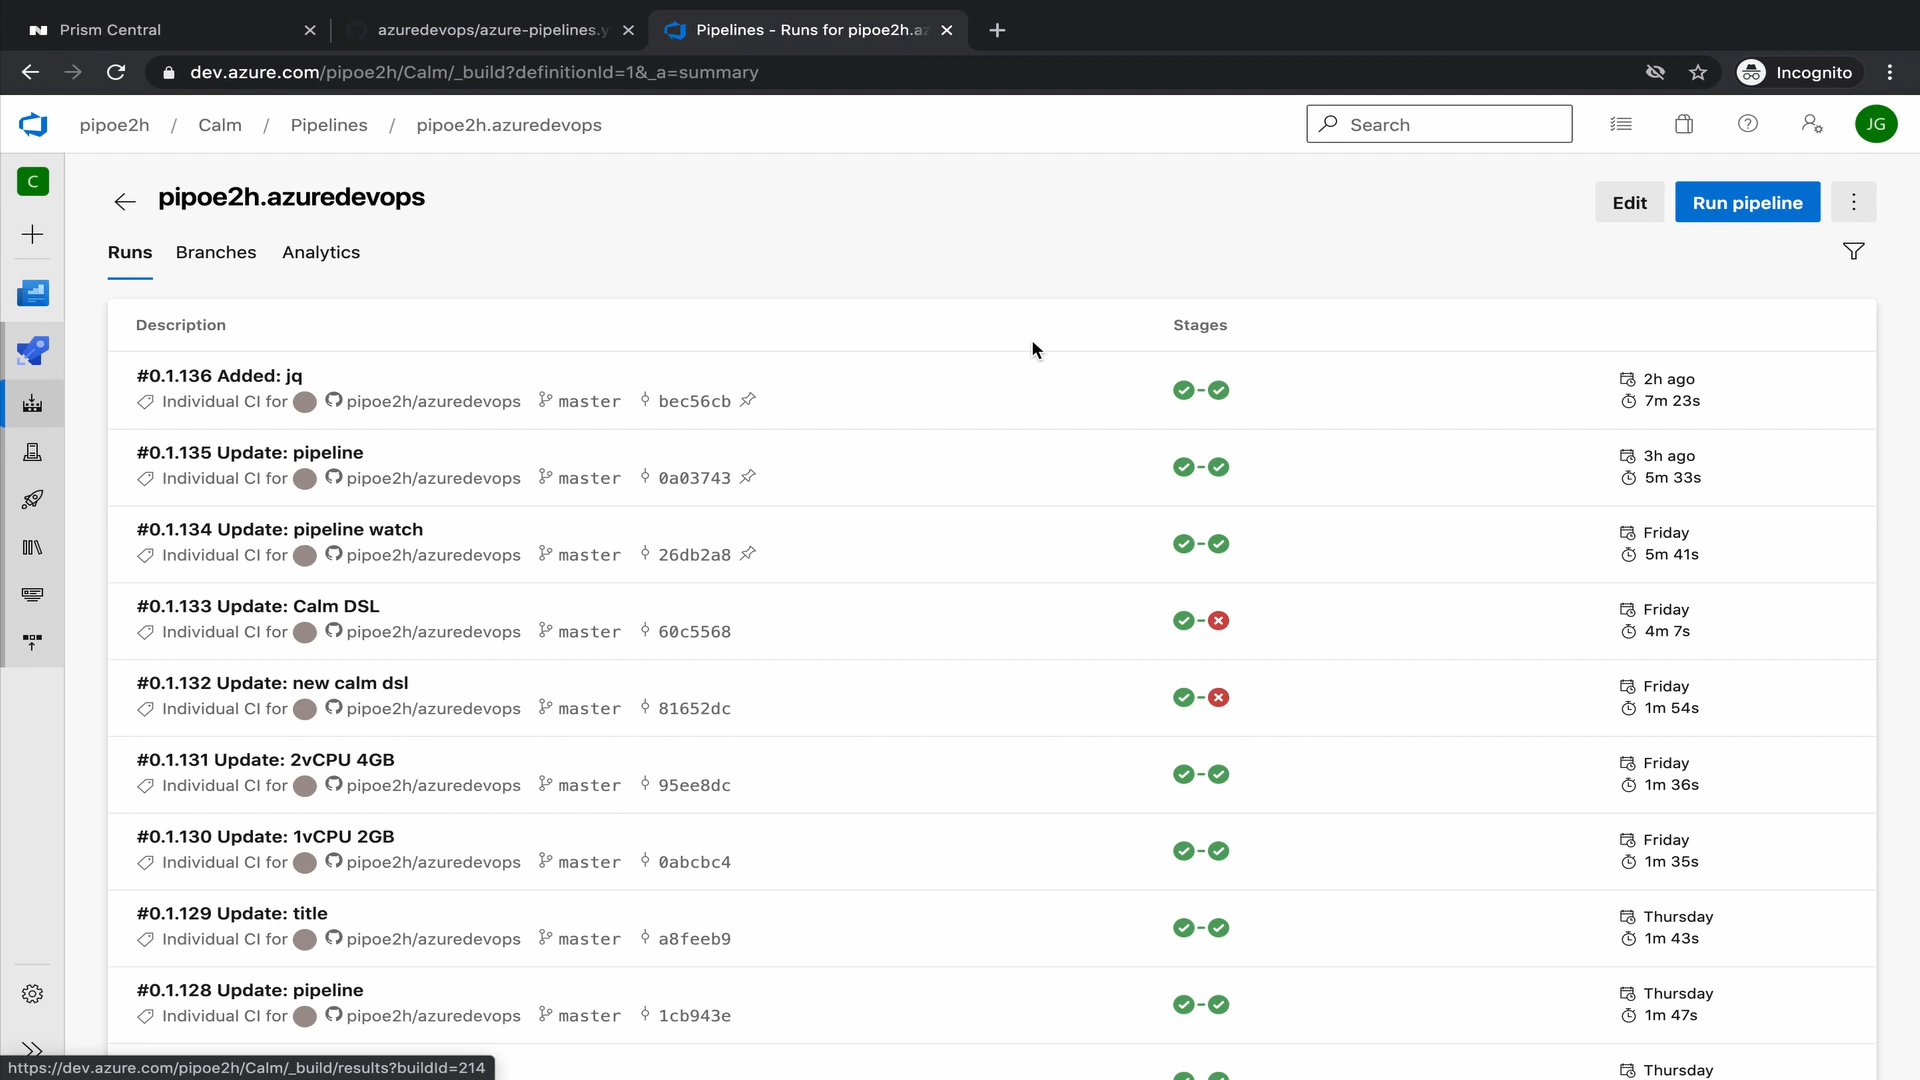 Prism Central
azuredevops/azure-pipelines.y
Pipelines - Runs for pipoe2h.az
dev.azure.com/pipoe2h/Calm/_build?definitionId=1&_a=summary
Incognito
pipoe2h / Calm / Pipelines / pipoe2h.azuredevops
Search
JG
C
pipoe2h.azuredevops
Edit
Run pipeline
Runs Branches Analytics
Description Stages
#0.1.136 Added: jq
Individual CI for pipoe2h/azuredevops master bec56cb
2h ago
7m 23s
#0.1.135 Update: pipeline
Individual CI for pipoe2h/azuredevops master 0a03743
3h ago
5m 33s
#0.1.134 Update: pipeline watch
Individual CI for pipoe2h/azuredevops master 26db2a8
Friday
5m 41s
#0.1.133 Update: Calm DSL
Individual CI for pipoe2h/azuredevops master 60c5568
Friday
4m 7s
#0.1.132 Update: new calm dsl
Individual CI for pipoe2h/azuredevops master 81652dc
Friday
1m 54s
#0.1.131 Update: 2vCPU 4GB
Individual CI for pipoe2h/azuredevops master 95ee8dc
Friday
1m 36s
#0.1.130 Update: 1vCPU 2GB
Individual CI for pipoe2h/azuredevops master 0abcbc4
Friday
1m 35s
#0.1.129 Update: title
Individual CI for pipoe2h/azuredevops master a8feeb9
Thursday
1m 43s
#0.1.128 Update: pipeline
Individual CI for pipoe2h/azuredevops master 1cb943e
Thursday
1m 47s
Thursday
https://dev.azure.com/pipoe2h/Calm/_build/results?buildId=214